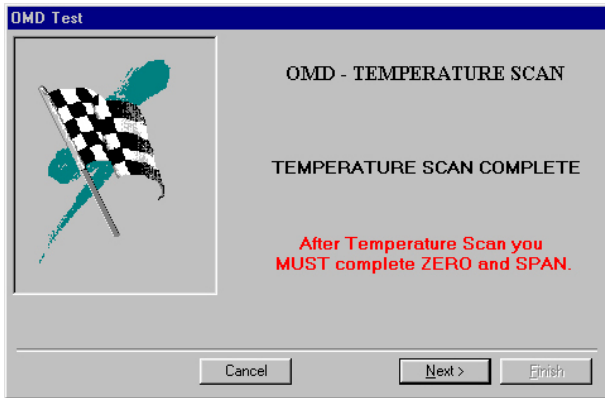 OMD Test
OMD - TEMPERATURE SCAN
TEMPERATURE SCAN COMPLETE
After Temperature Scan you
MUST complete ZERO and SPAN.
Cancel
Next >
Finish